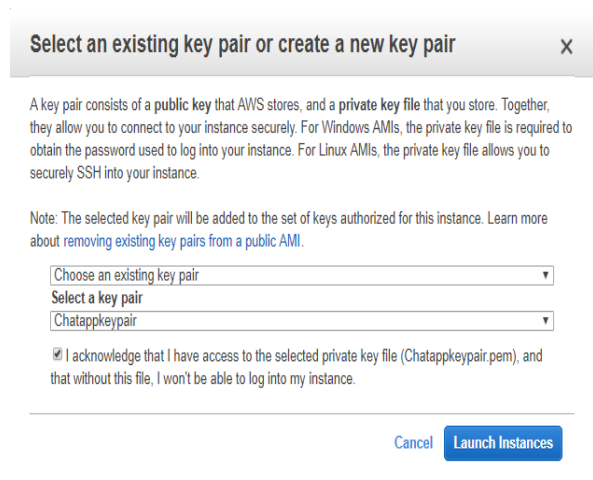 Select an existing key pair or create a new key pair
A key pair consists of a public key that AWS stores, and a private key file that you store. Together,
they allow you to connect to your instance securely. For Windows AMIs, the private key file is required to
obtain the password used to log into your instance. For Linux AMIs, the private key file allows you to
securely SSH into your instance.
Note: The selected key pair will be added to the set of keys authorized for this instance. Learn more
about removing existing key pairs from a public AMI.
Choose an existing key pair
Select a key pair
Chatappkeypair
I acknowledge that I have access to the selected private key file (Chatappkeypair.pem), and
that without this file, I won't be able to log into my instance.
Cancel Launch Instances